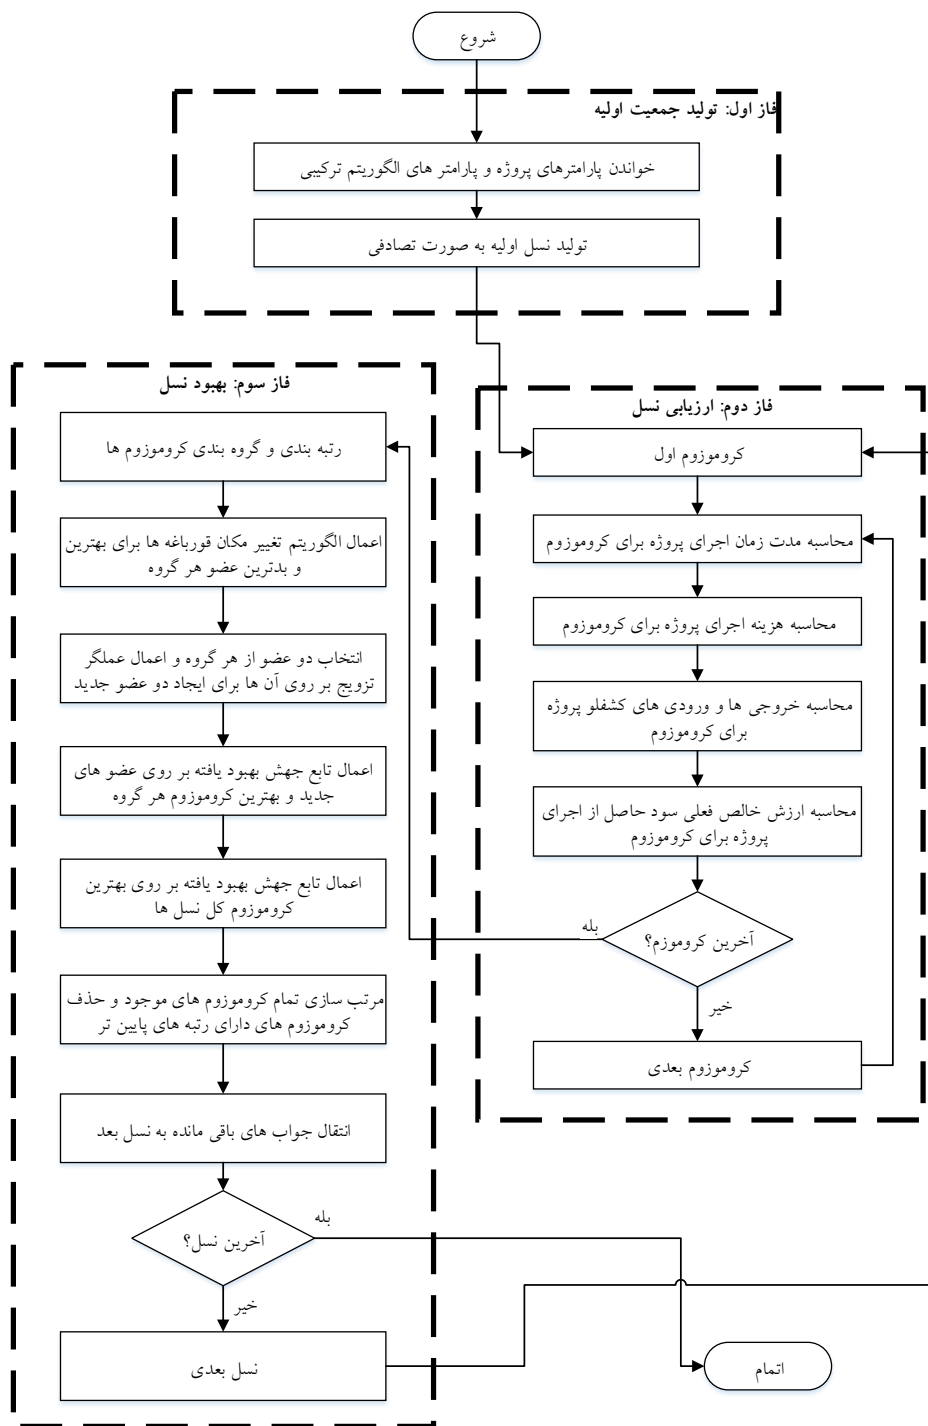 شروع
فاز اول: تولید جمعیت اولیه
خواندن پارامترهای پروژه و پارامتر های الگوریتم ترکیبی
تولید نسل اولیه به صورت تصادفی
فاز دوم: ارزیابی نسل
کروموزوم اول
محاسبه مدت زمان اجرای پروژه برای کروموزوم
محاسبه هزینه اجرای پروژه برای کروموزوم
محاسبه خروجی ها و ورودی های کشفلو پروژه
برای کروموزوم
محاسبه ارزش خالص فعلی سود حاصل از اجرای
پروژه برای کروموزوم
آخرین کروموزم؟
بله
خیر
کروموزوم بعدی
فاز سوم: بهبود نسل
رتبه بندی و گروه بندی کروموزوم ها
اعمال الگوریتم تغییر مکان قورباغه ها برای بهترین
و بدترین عضو هر گروه
انتخاب دو عضو از هر گروه و اعمال عملگر
تزویج بر روی آن ها برای ایجاد دو عضو جدید
اعمال تابع جهش بهبود یافته بر روی عضو های
جدید و بهترین کروموزوم هر گروه
اعمال تابع جهش بهبود یافته بر روی بهترین
کروموزوم کل نسل ها
مرتب سازی تمام کروموزوم های موجود و حذف
کروموزوم های دارای رتبه های پایین تر
انتقال جواب های باقی مانده به نسل بعد
آخرین نسل؟
بله
خیر
نسل بعدی
اتمام